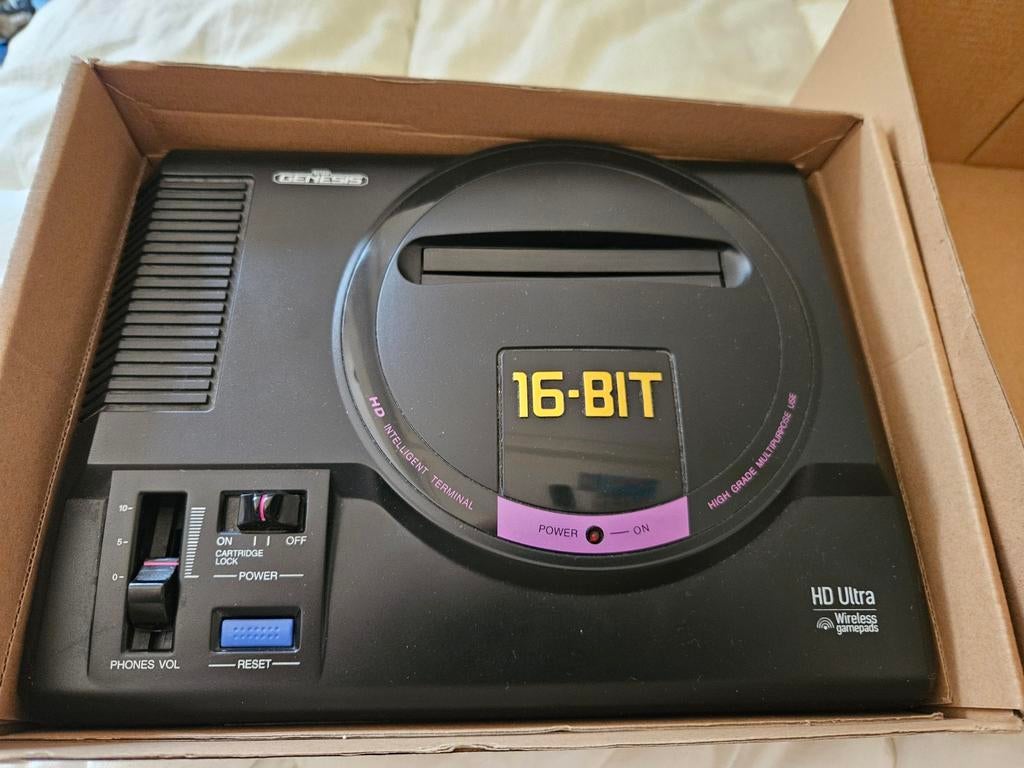 GENESIS
16-BIT
HD INTELLIGENT TERMINAL
HIGH GRADE MULTIPURPOSE USE
POWER
ON
10
5
0
PHONES VOL
ON
OFF
CARTRIDGE
LOCK
POWER
RESET
HD Ultra
Wireless
gamepads